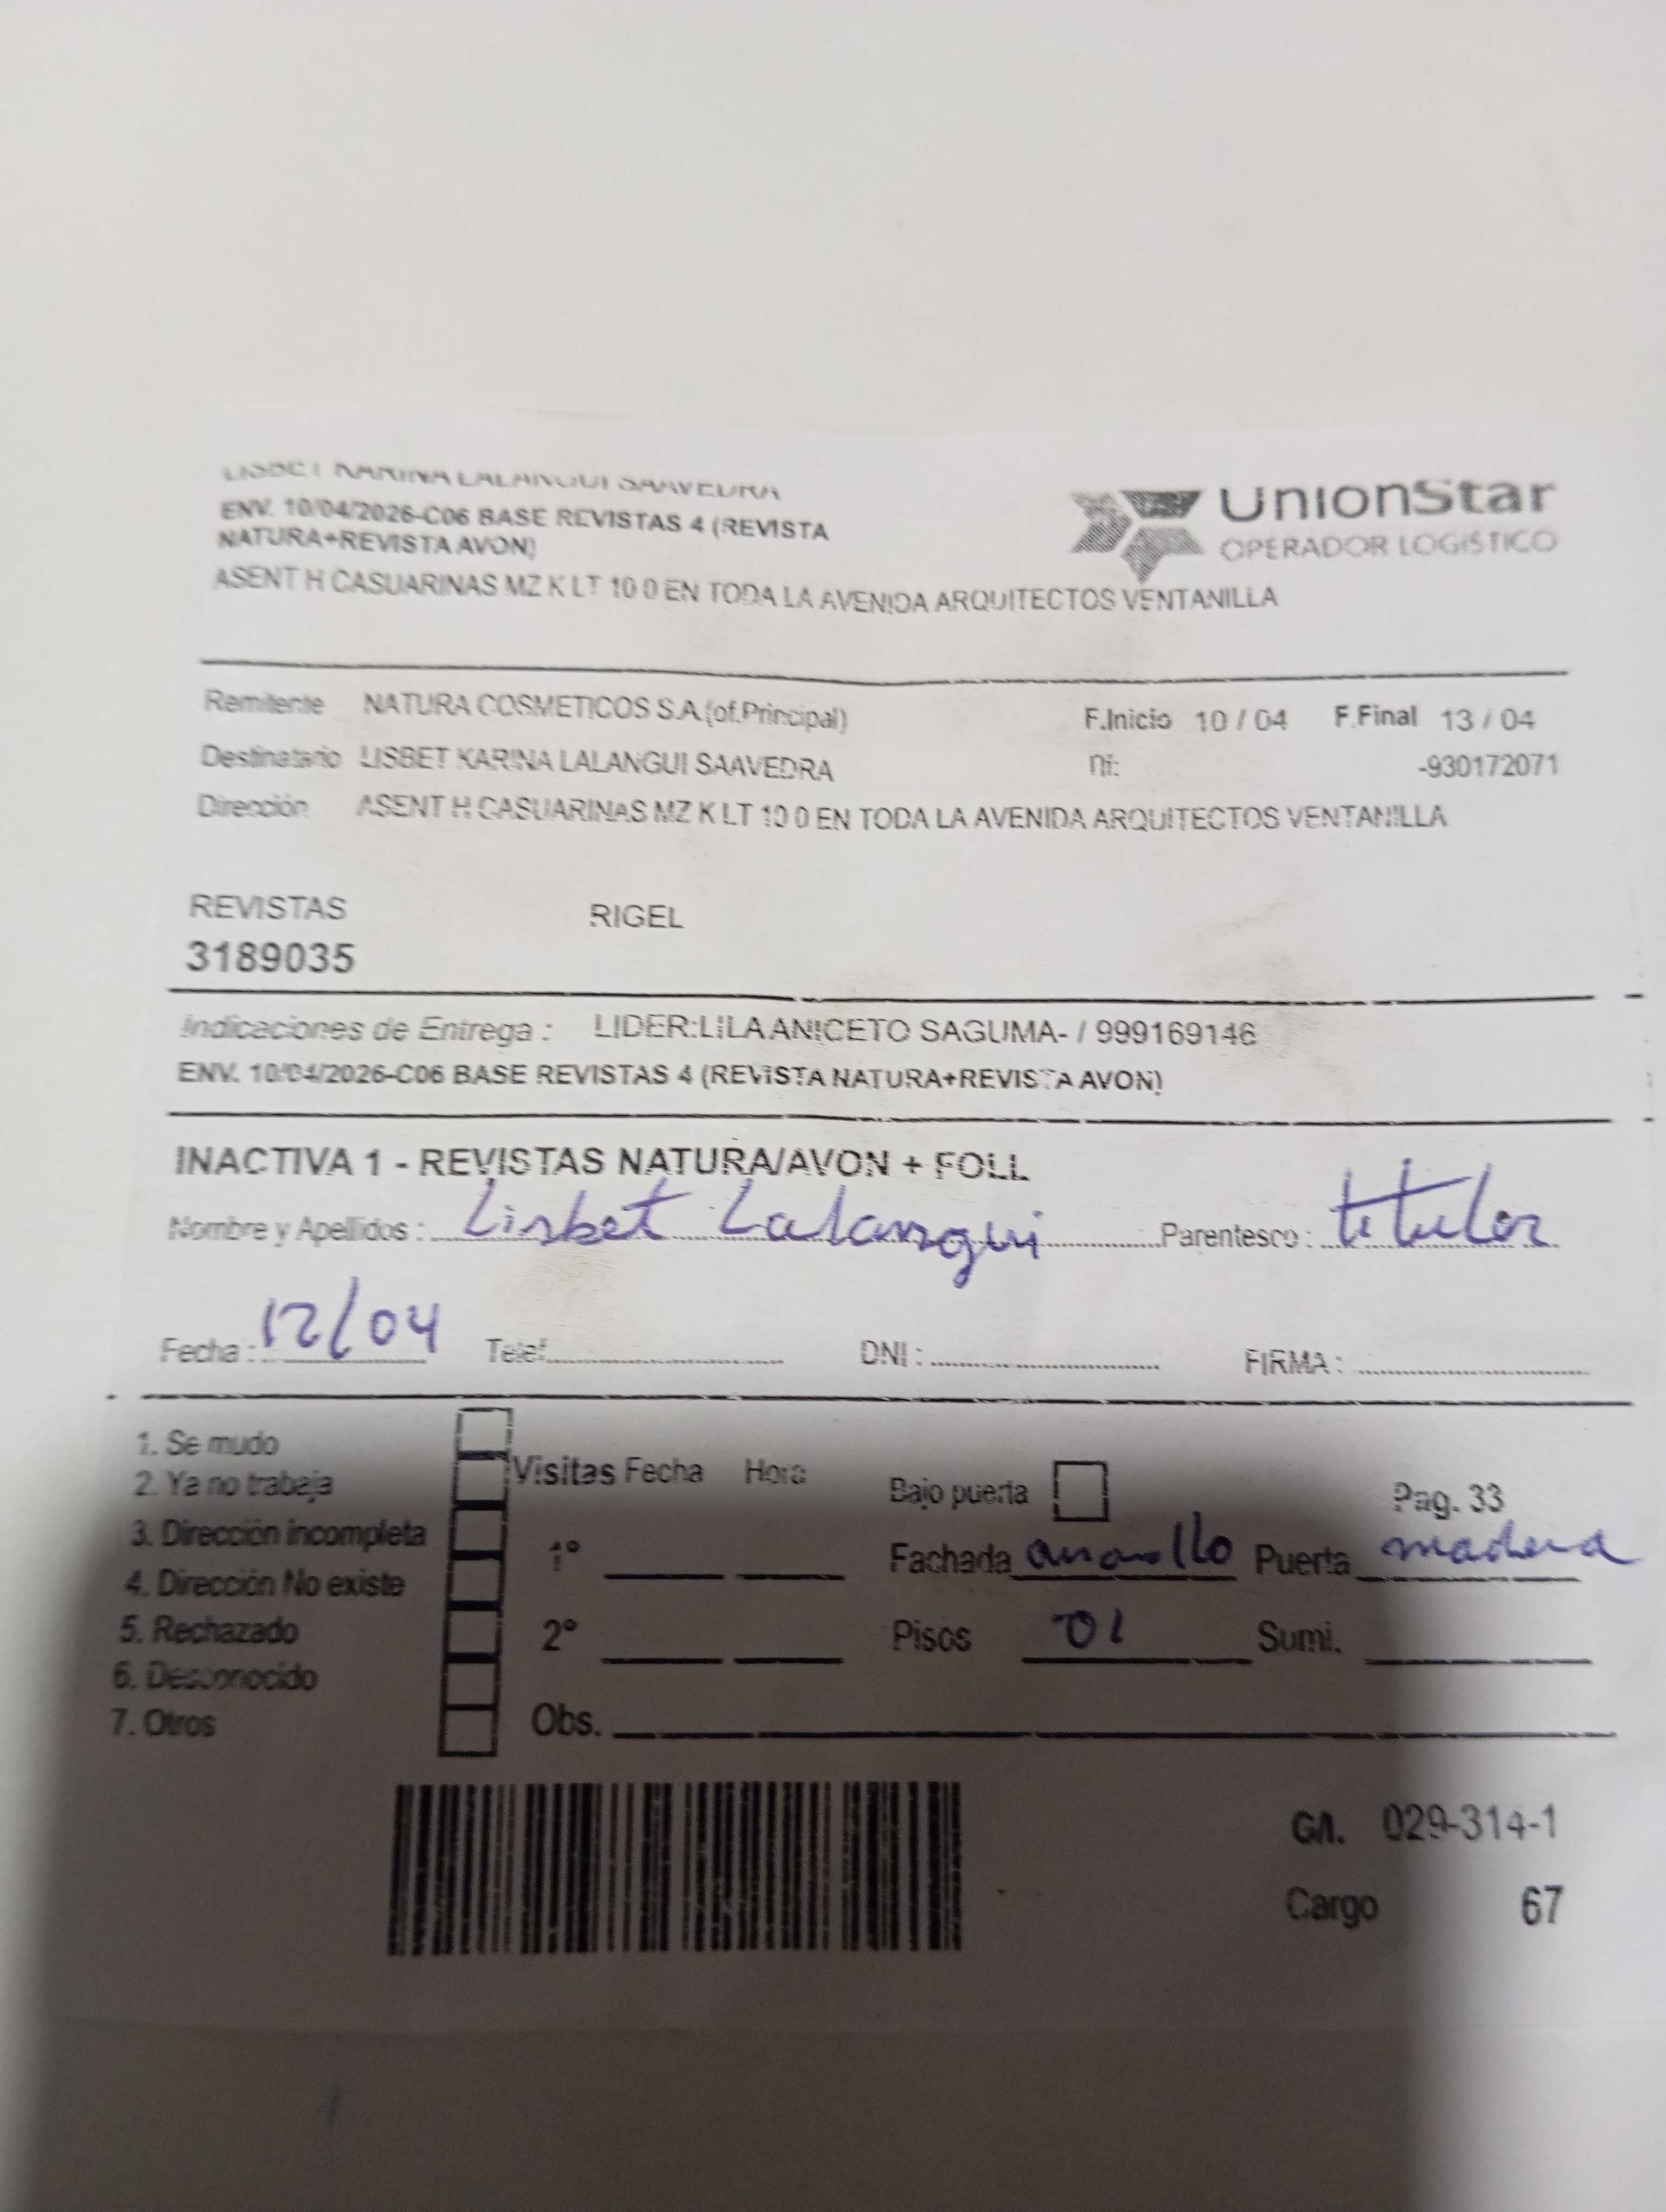 LISBET KARINA LALANGUI SAAVEDRA
ENV. 10/04/2026-C06 BASE REVISTAS 4 (REVISTA
NATURA+REVISTA AVON)
UnionStar
OPERADOR LOGíSTICO
ASENT H CASUARINAS MZ K LT 10 0 EN TODA LA AVENIDA ARQUITECTOS VENTANILLA
Remitente NATURA COSMETICOS S.A.(of.Principal) F.Inicio 10 / 04 F.Final 13 / 04
Destinatario LISBET KARINA LALANGUI SAAVEDRA -930172071
Dirección ASENT H CASUARINAS MZ K LT 10 0 EN TODA LA AVENIDA ARQUITECTOS VENTANILLA
REVISTAS RIGEL
3189035
Indicaciones de Entrega : LIDER:LILA ANICETO SAGUMA- / 999169146
ENV. 10/04/2026-C06 BASE REVISTAS 4 (REVISTA NATURA+REVISTA AVON)
INACTIVA 1 - REVISTAS NATURA/AVON + FOLL
Nombre y Apellidos : Lisbet Lalangui Parentesco : titular
Fecha : 12/04 Telef. DNI : FIRMA :
1. Se mudo
2. Ya no trabaja
3. Dirección incompleta
4. Dirección No existe
5. Rechazado
6. Desconocido
7. Otros
Visitas Fecha Hora
1°
2°
Obs.
Bajo puerta Pag. 33
Fachada amarillo Puerta madera
Pisos 01 Sumi.
G/I. 029-314-1
Cargo 67